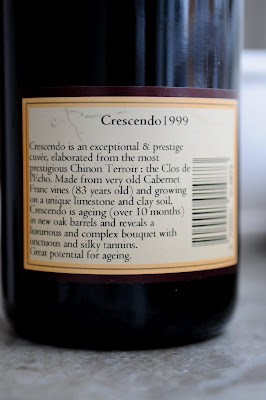 Crescendo1999
Crescendo is an exceptional & prestige
cuvée, elaborated from the most
prestigious Chinon Terroir : the Clos de
l'Echo. Made from very old Cabernet
Franc vines (83 years old) and growing
on a unique limestone and clay soil,
Crescendo is ageing (over 10 months)
in new oak barrels and reveals a
luxurious and complex bouquet with
unctuous and silky tannins.
Great potential for ageing.